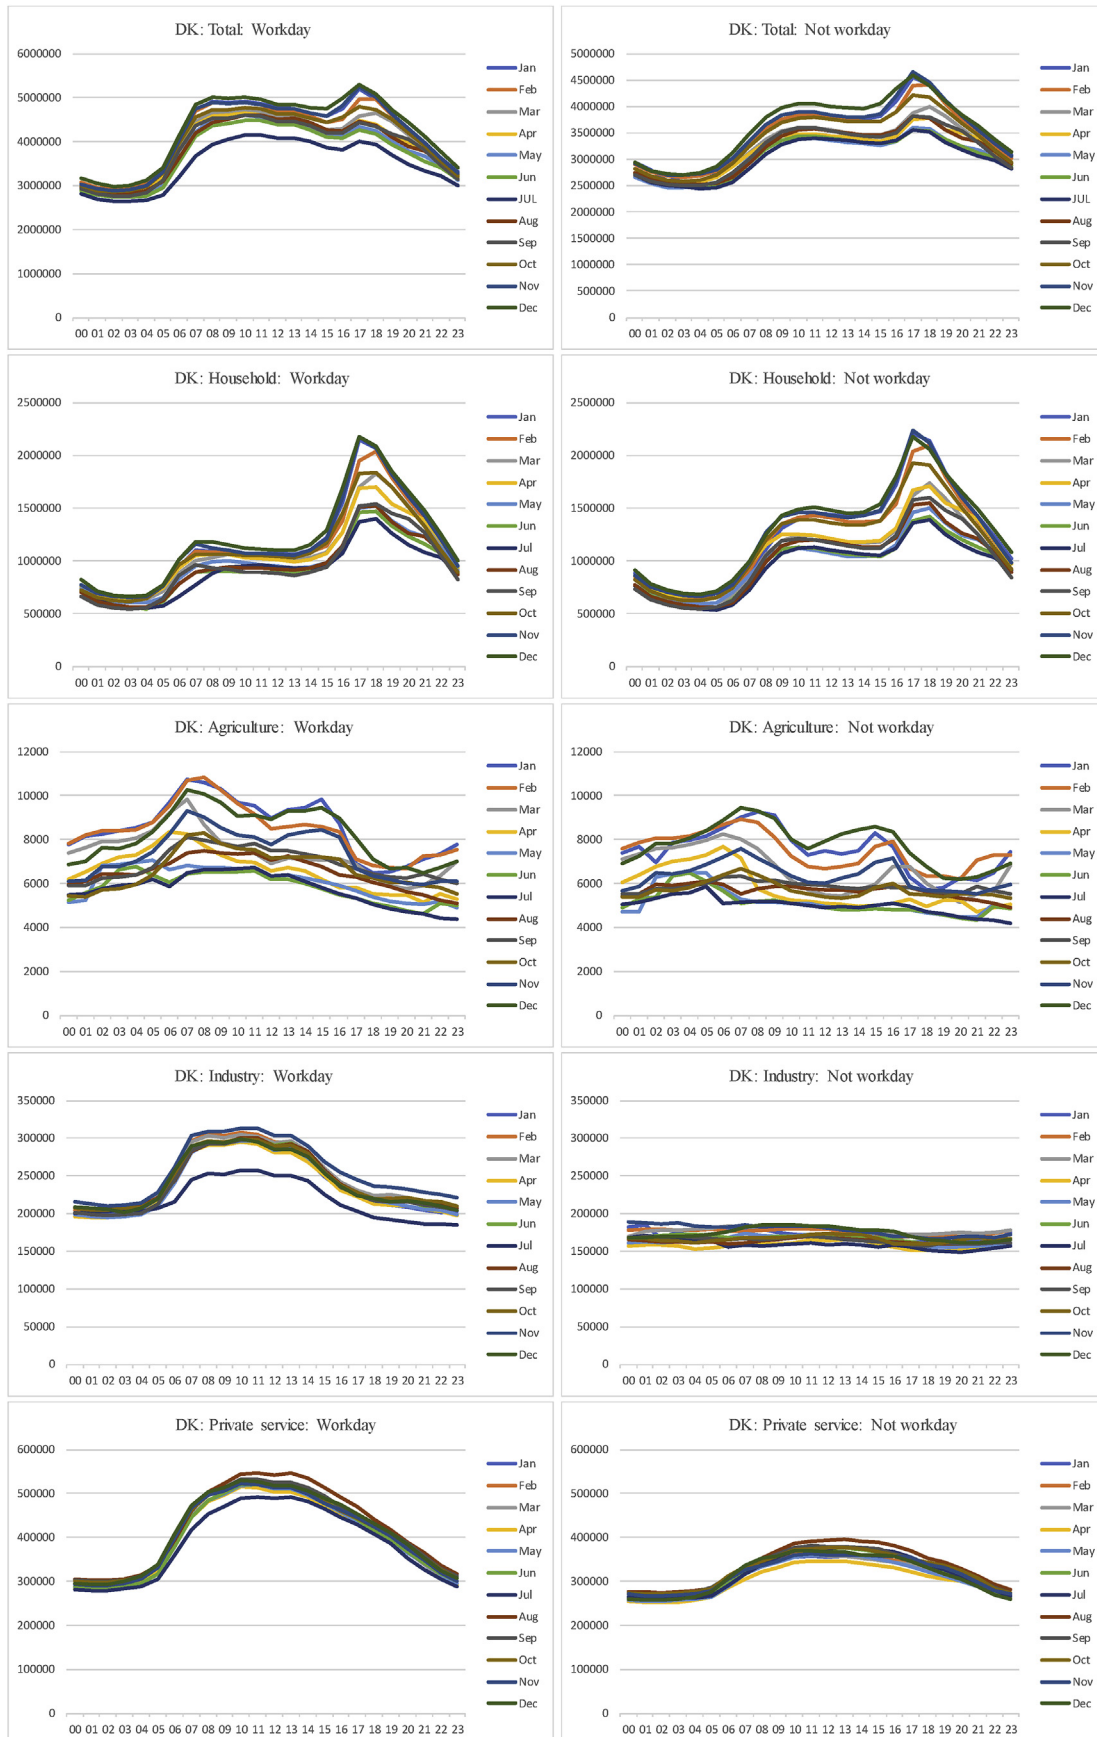 DK: Total: Workday
6000000
5000000
4000000
3000000
2000000
1000000
0
00 01 02 03 04 05 06 07 08 09 10 11 12 13 14 15 16 17 18 19 20 21 22 23
Jan
Feb
Mar
Apr
May
Jun
JUL
Aug
Sep
Oct
Nov
Dec
DK: Total: Not workday
5000000
4500000
4000000
3500000
3000000
2500000
2000000
1500000
1000000
500000
0
00 01 02 03 04 05 06 07 08 09 10 11 12 13 14 15 16 17 18 19 20 21 22 23
Jan
Feb
Mar
Apr
May
Jun
JUL
Aug
Sep
Oct
Nov
Dec
DK: Household: Workday
2500000
2000000
1500000
1000000
500000
0
00 01 02 03 04 05 06 07 08 09 10 11 12 13 14 15 16 17 18 19 20 21 22 23
Jan
Feb
Mar
Apr
May
Jun
Jul
Aug
Sep
Oct
Nov
Dec
DK: Household: Not workday
2500000
2000000
1500000
1000000
500000
0
00 01 02 03 04 05 06 07 08 09 10 11 12 13 14 15 16 17 18 19 20 21 22 23
Jan
Feb
Mar
Apr
May
Jun
Jul
Aug
Sep
Oct
Nov
Dec
DK: Agriculture: Workday
12000
10000
8000
6000
4000
2000
0
00 01 02 03 04 05 06 07 08 09 10 11 12 13 14 15 16 17 18 19 20 21 22 23
Jan
Feb
Mar
Apr
May
Jun
Jul
Aug
Sep
Oct
Nov
Dec
DK: Agriculture: Not workday
12000
10000
8000
6000
4000
2000
0
00 01 02 03 04 05 06 07 08 09 10 11 12 13 14 15 16 17 18 19 20 21 22 23
Jan
Feb
Mar
Apr
May
Jun
Jul
Aug
Sep
Oct
Nov
Dec
DK: Industry: Workday
350000
300000
250000
200000
150000
100000
50000
0
00 01 02 03 04 05 06 07 08 09 10 11 12 13 14 15 16 17 18 19 20 21 22 23
Jan
Feb
Mar
Apr
May
Jun
Jul
Aug
Sep
Oct
Nov
Dec
DK: Industry: Not workday
350000
300000
250000
200000
150000
100000
50000
0
00 01 02 03 04 05 06 07 08 09 10 11 12 13 14 15 16 17 18 19 20 21 22 23
Jan
Feb
Mar
Apr
May
Jun
Jul
Aug
Sep
Oct
Nov
Dec
DK: Private service: Workday
600000
500000
400000
300000
200000
100000
0
00 01 02 03 04 05 06 07 08 09 10 11 12 13 14 15 16 17 18 19 20 21 22 23
Jan
Feb
Mar
Apr
May
Jun
Jul
Aug
Sep
Oct
Nov
Dec
DK: Private service: Not workday
600000
500000
400000
300000
200000
100000
0
00 01 02 03 04 05 06 07 08 09 10 11 12 13 14 15 16 17 18 19 20 21 22 23
Jan
Feb
Mar
Apr
May
Jun
Jul
Aug
Sep
Oct
Nov
Dec